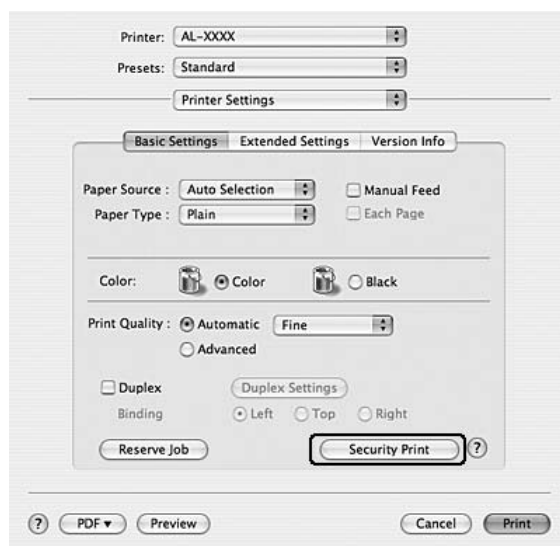 Printer: AL-XXXX
Presets: Standard
Printer Settings
Basic Settings Extended Settings Version Info
Paper Source : Auto Selection Manual Feed
Paper Type : Plain Each Page
Color: Color Black
Print Quality : Automatic Fine
Advanced
Duplex Duplex Settings
Binding Left Top Right
Reserve Job Security Print ?
? PDF ▼ Preview Cancel Print